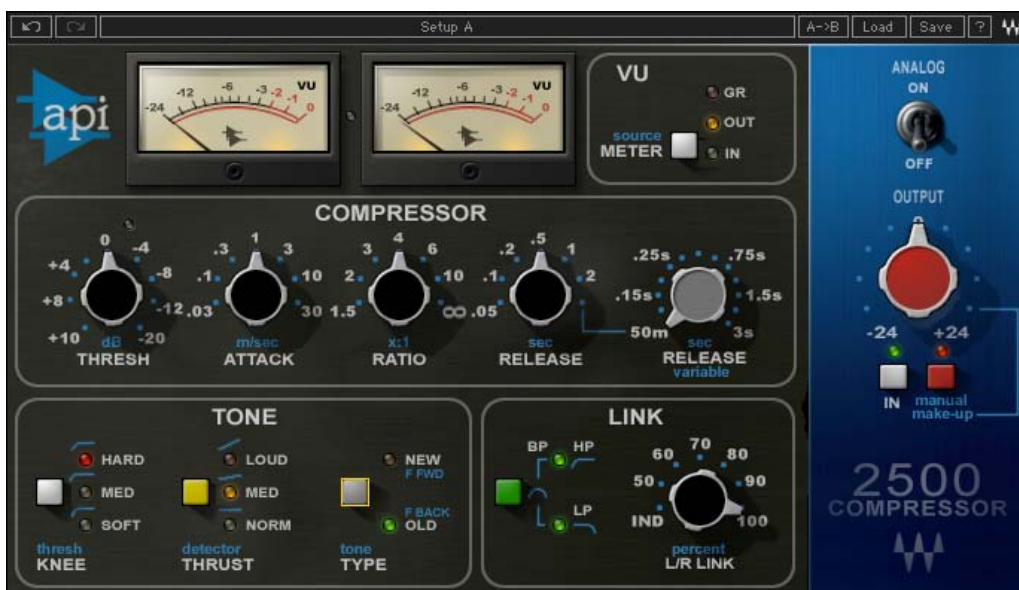 Setup A
A->B
Load
Save
?
api
-24 -12 -6 -3 -2 -1 0 VU
-24 -12 -6 -3 -2 -1 0 VU
VU
GR
OUT
IN
source
METER
ANALOG
ON
OFF
OUTPUT
0
-24 +24
IN
manual
make-up
COMPRESSOR
+10 +8 +4 0 -4 -8 -12 -20
dB
THRESH
.03 .1 .3 1 3 10 30
m/sec
ATTACK
1.5 2 3 4 6 10 ∞
x:1
RATIO
.05 .1 .2 .5 1 2
sec
RELEASE
50m .15s .25s .75s 1.5s 3s
sec
RELEASE
variable
TONE
HARD
MED
SOFT
thresh
KNEE
LOUD
MED
NORM
detector
THRUST
NEW
F FWD
F BACK
OLD
tone
TYPE
LINK
BP HP
LP
IND 50 60 70 80 90 100
percent
L/R LINK
2500
COMPRESSOR